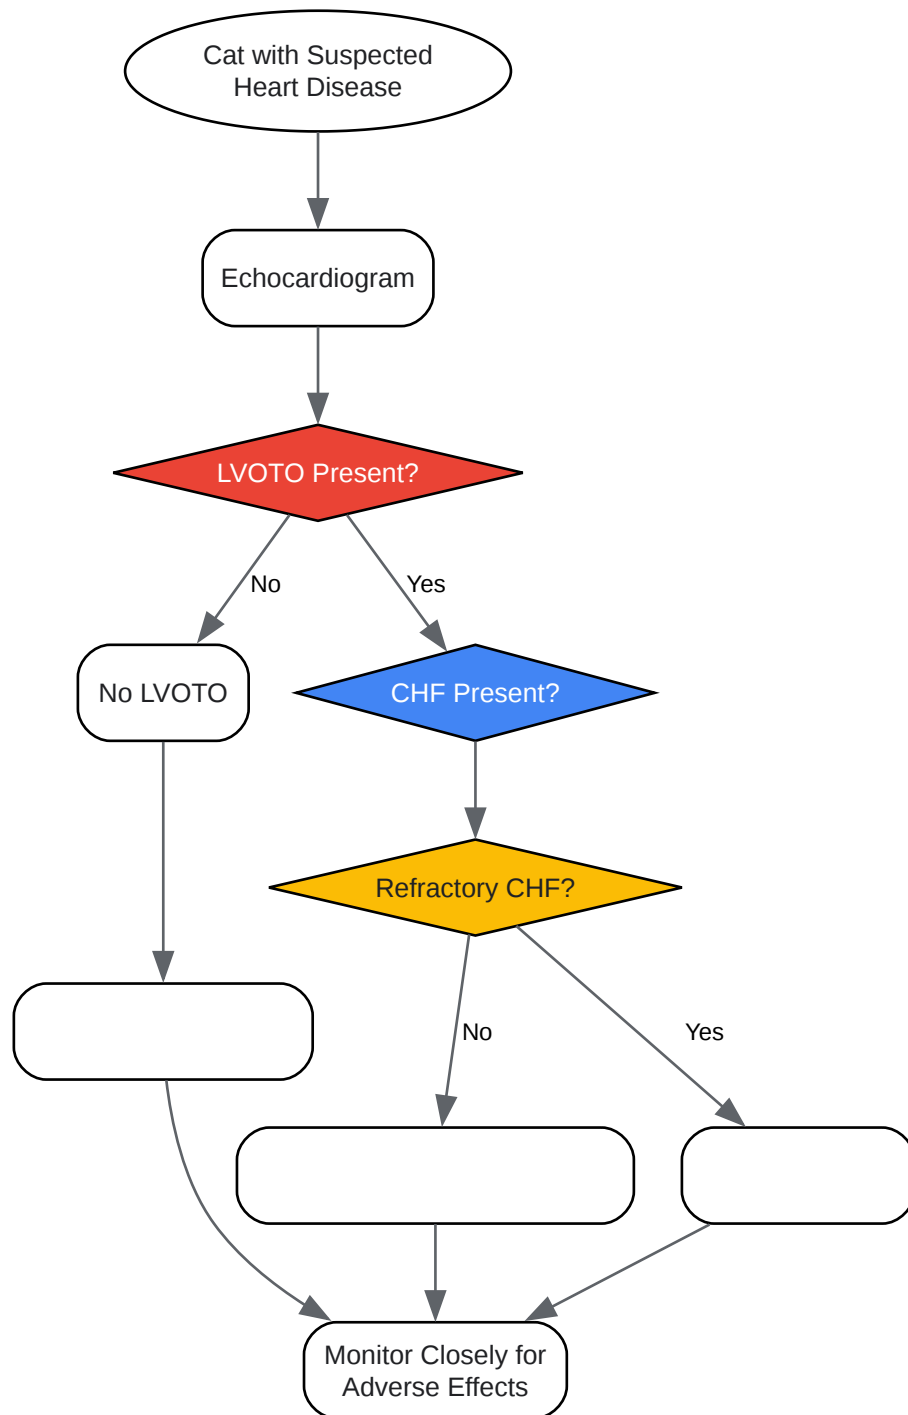 Cat with Suspected
Heart Disease
Echocardiogram
LVOTO Present?
No
Yes
No LVOTO
CHF Present?
Refractory CHF?
No
Yes
Monitor Closely for
Adverse Effects